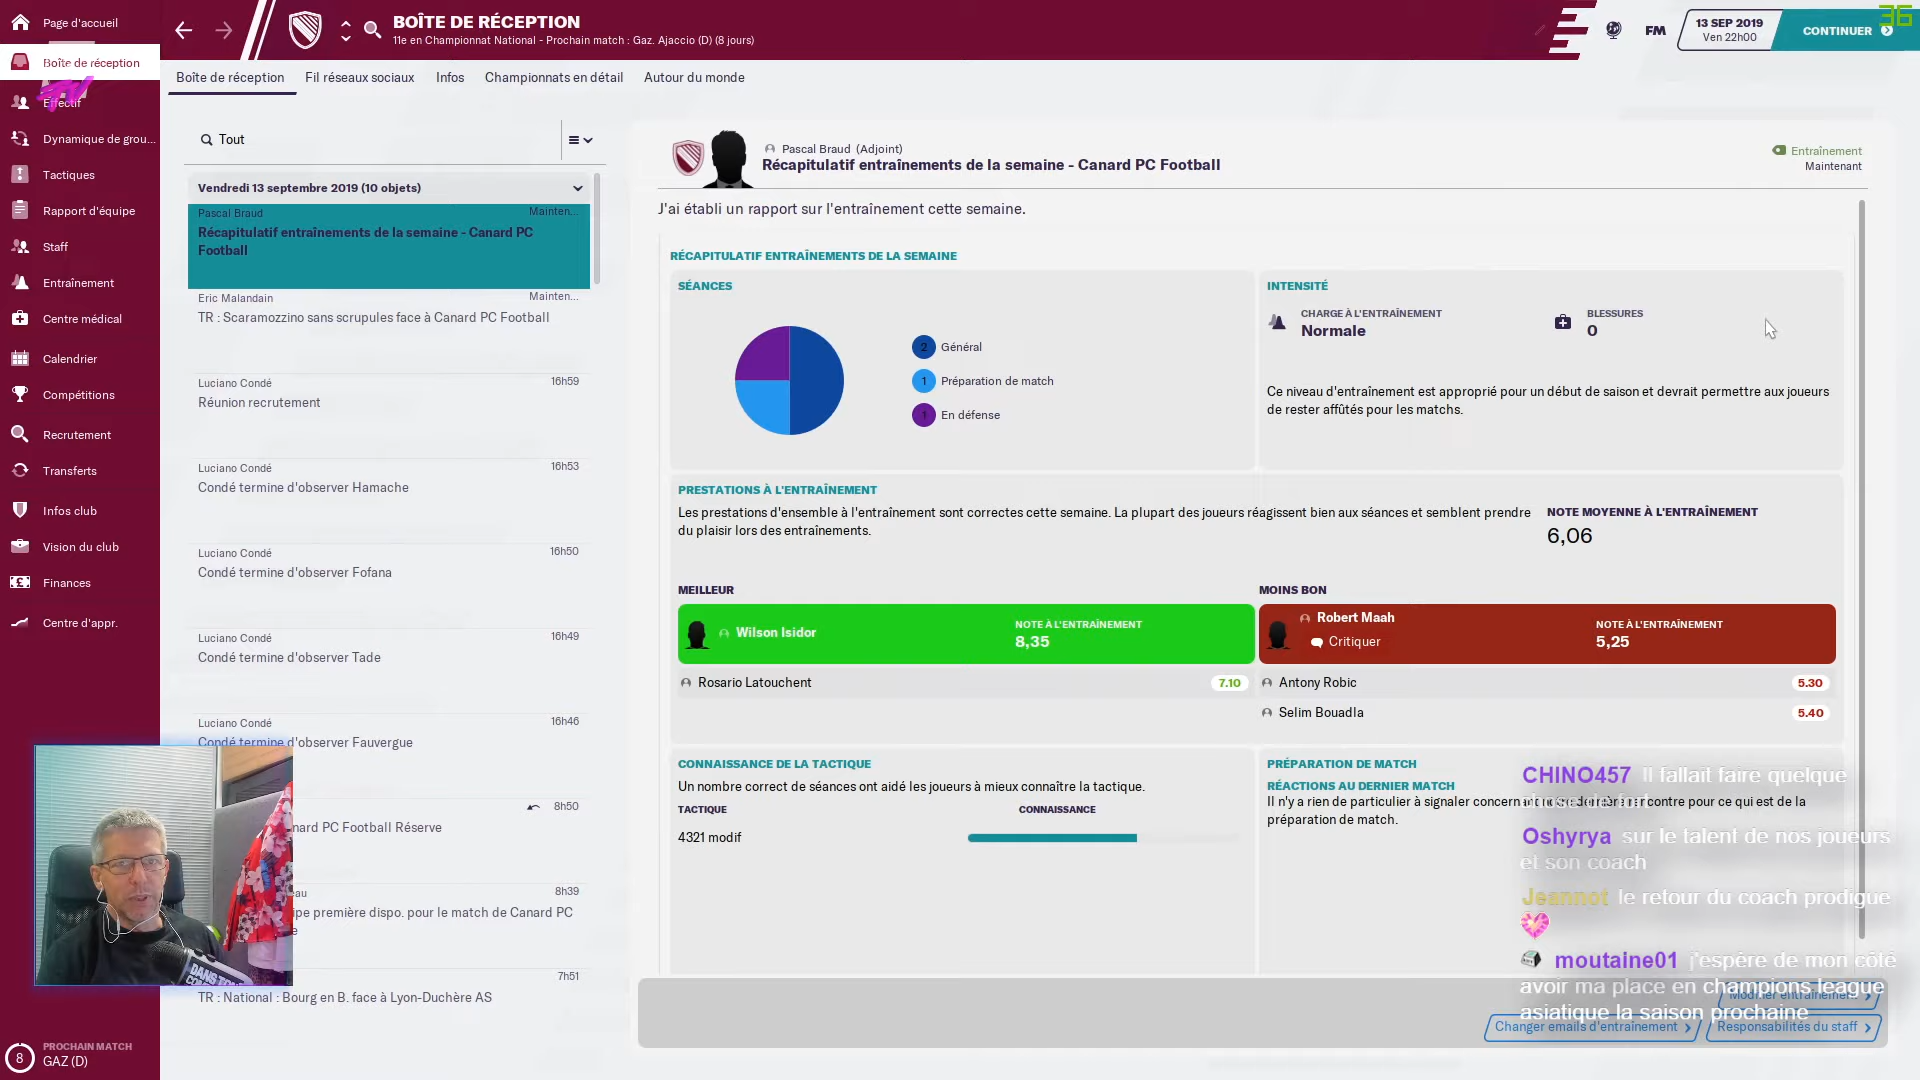 Page d'accueil
Boîte de réception
Effectif
Dynamique de grou...
Tactiques
Rapport d'équipe
Staff
Entraînement
Centre médical
Calendrier
Compétitions
Recrutement
Transferts
Infos club
Vision du club
Finances
Centre d'appr.
8 PROCHAIN MATCH
GAZ (D)
BOÎTE DE RÉCEPTION
11e en Championnat National - Prochain match : Gaz. Ajaccio (D) (8 jours)
FM
13 SEP 2019
Ven 22h00
CONTINUER
36
Boîte de réception Fil réseaux sociaux Infos Championnats en détail Autour du monde
Tout
Vendredi 13 septembre 2019 (10 objets)
Pascal Braud Mainten...
Récapitulatif entraînements de la semaine - Canard PC
Football
Eric Malandain Mainten...
TR : Scaramozzino sans scrupules face à Canard PC Football
Luciano Condé 16h59
Réunion recrutement
Luciano Condé 16h53
Condé termine d'observer Hamache
Luciano Condé 16h50
Condé termine d'observer Fofana
Luciano Condé 16h49
Condé termine d'observer Tade
Luciano Condé 16h46
Condé termine d'observer Fauvergue
8h50
nard PC Football Réserve
eau 8h39
ipe première dispo. pour le match de Canard PC
e
7h51
TR : National : Bourg en B. face à Lyon-Duchère AS
Pascal Braud (Adjoint)
Récapitulatif entraînements de la semaine - Canard PC Football
Entraînement
Maintenant
J'ai établi un rapport sur l'entraînement cette semaine.
RÉCAPITULATIF ENTRAÎNEMENTS DE LA SEMAINE
SÉANCES
2 Général
1 Préparation de match
1 En défense
INTENSITÉ
CHARGE À L'ENTRAÎNEMENT
Normale
BLESSURES
0
Ce niveau d'entraînement est approprié pour un début de saison et devrait permettre aux joueurs
de rester affûtés pour les matchs.
PRESTATIONS À L'ENTRAÎNEMENT
Les prestations d'ensemble à l'entraînement sont correctes cette semaine. La plupart des joueurs réagissent bien aux séances et semblent prendre
du plaisir lors des entraînements.
NOTE MOYENNE À L'ENTRAÎNEMENT
6,06
MEILLEUR
Wilson Isidor
NOTE À L'ENTRAÎNEMENT
8,35
Rosario Latouchent 7.10
MOINS BON
Robert Maah
Critiquer
NOTE À L'ENTRAÎNEMENT
5,25
Antony Robic 5.30
Selim Bouadla 5.40
CONNAISSANCE DE LA TACTIQUE
Un nombre correct de séances ont aidé les joueurs à mieux connaître la tactique.
TACTIQUE CONNAISSANCE
4321 modif
PRÉPARATION DE MATCH
RÉACTIONS AU DERNIER MATCH
Il n'y a rien de particulier à signaler concern contre pour ce qui est de la
préparation de match.
CHINO457 Il fallait faire quelque
chose de fort
Oshyrya sur le talent de nos joueurs
et son coach
Jeannot le retour du coach prodigue
moutaine01 j'espère de mon côté
avoir ma place en champions league
asiatique la saison prochaine
Modifier entraînement
Changer emails d'entraînement
Responsabilités du staff
DANS TON